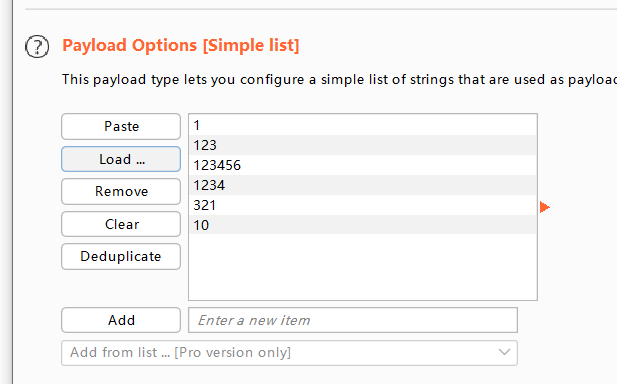 Payload Options [Simple list]
This payload type lets you configure a simple list of strings that are used as payload
Paste
1
123
Load ...
123456
Remove
1234
321
Clear
10
Deduplicate
Add
Enter a new item
Add from list ... [Pro version only]